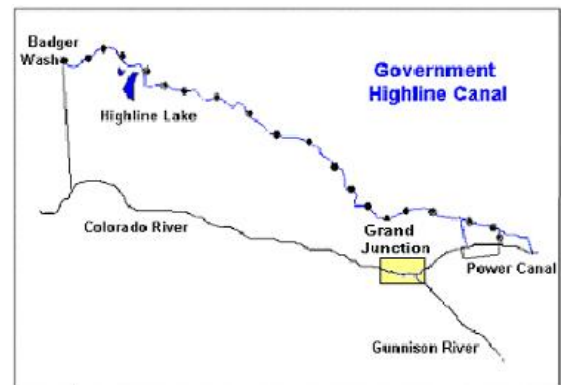 Badger
Wash
Government
Highline Canal
Highline Lake
Colorado River
Grand
Junction
Power Canal
Gunnison River